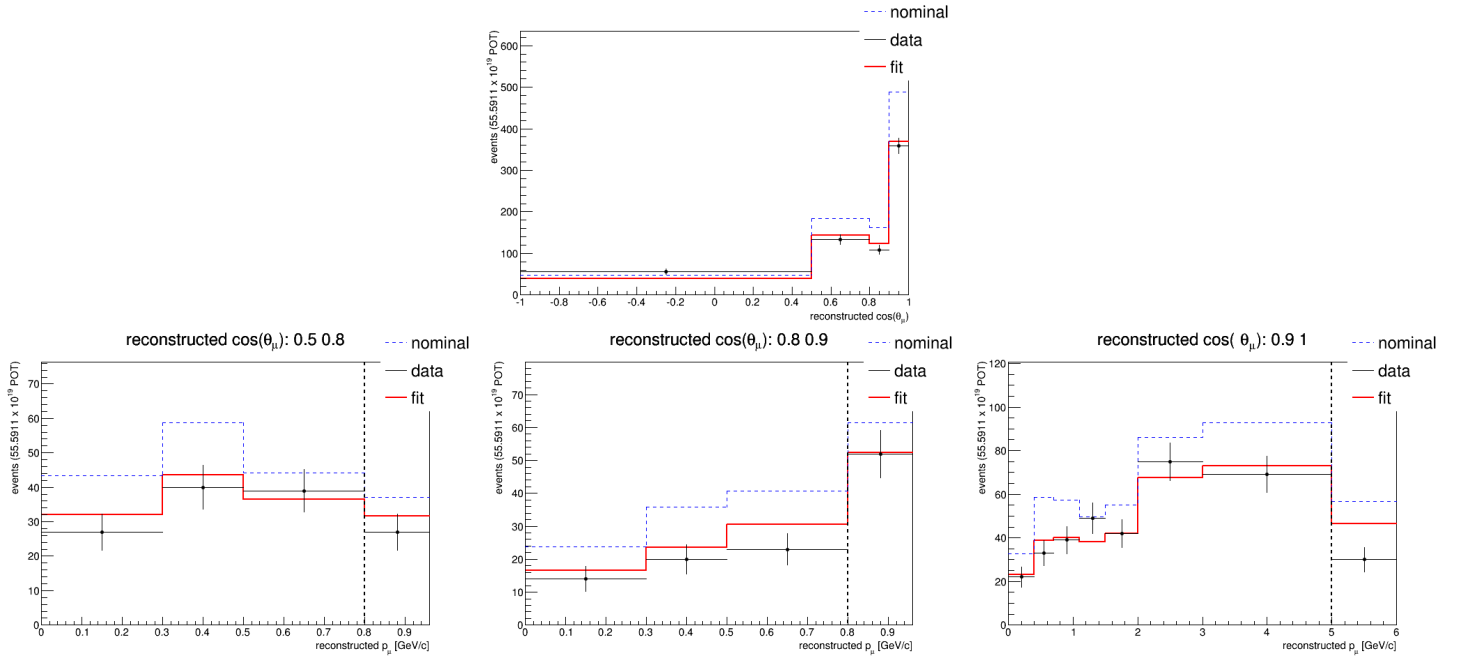 nominal
data
fit
events (55.5911 x 10^19 POT)
600
500
400
300
200
100
0
-1 -0.8 -0.6 -0.4 -0.2 0 0.2 0.4 0.6 0.8 1
reconstructed cos(θμ)
reconstructed cos(θμ): 0.5 0.8
nominal
data
fit
events (55.5911 x 10^19 POT)
70
60
50
40
30
20
10
0
0 0.1 0.2 0.3 0.4 0.5 0.6 0.7 0.8 0.9
reconstructed pμ [GeV/c]
reconstructed cos(θμ): 0.8 0.9
nominal
data
fit
events (55.5911 x 10^19 POT)
70
60
50
40
30
20
10
0
0 0.1 0.2 0.3 0.4 0.5 0.6 0.7 0.8 0.9
reconstructed pμ [GeV/c]
reconstructed cos( θμ): 0.9 1
nominal
data
fit
events (55.5911 x 10^19 POT)
120
100
80
60
40
20
0
0 1 2 3 4 5 6
reconstructed pμ [GeV/c]